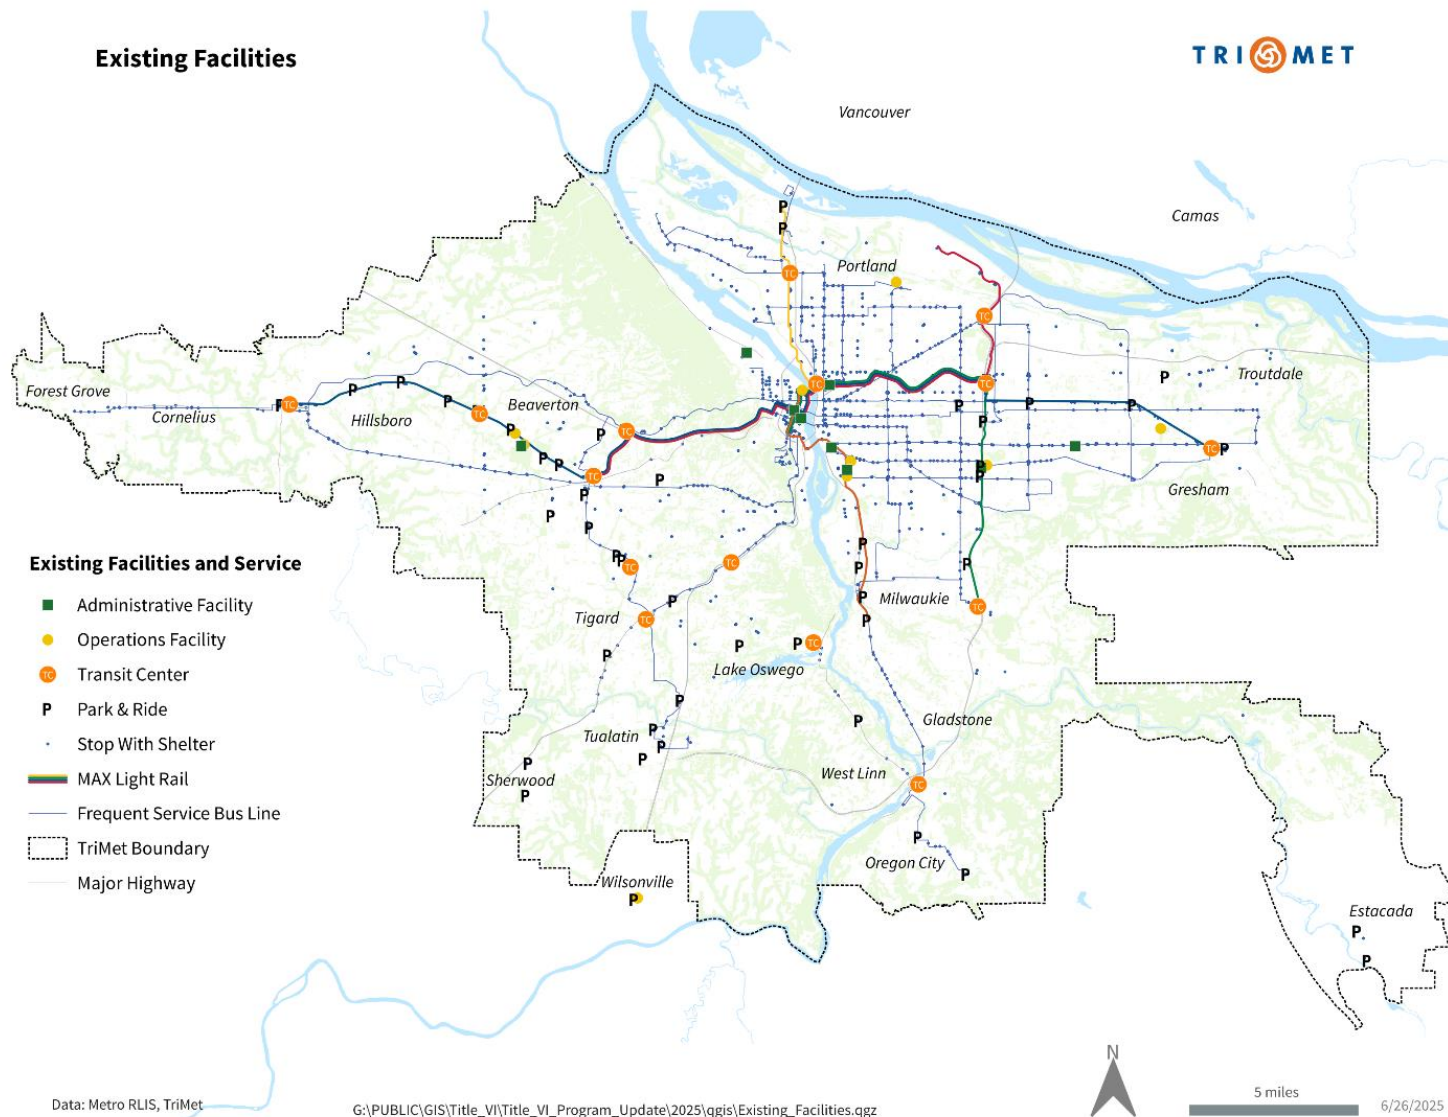 Existing Facilities
TRI MET
Vancouver
Camas
Portland
Troutdale
Forest Grove
Cornelius
Hillsboro
Beaverton
Gresham
Existing Facilities and Service
Administrative Facility
Operations Facility
TC Transit Center
P Park & Ride
Stop With Shelter
MAX Light Rail
Frequent Service Bus Line
TriMet Boundary
Major Highway
Milwaukie
Tigard
Lake Oswego
Gladstone
Tualatin
West Linn
Sherwood
Oregon City
Wilsonville
Estacada
N
5 miles
Data: Metro RLIS, TriMet
G:\PUBLIC\GIS\Title_VI\Title_VI_Program_Update\2025\qgis\Existing_Facilities.qgz
6/26/2025